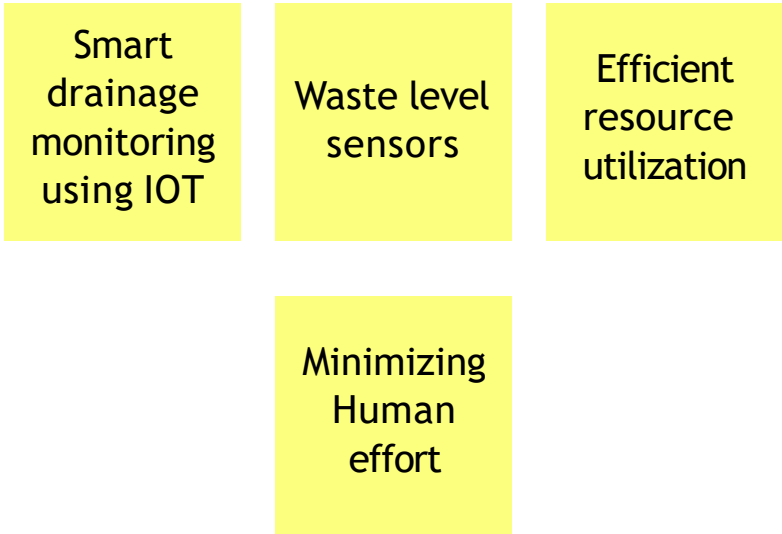 Smart
drainage
monitoring
using IOT
Waste level
sensors
Efficient
resource
utilization
Minimizing
Human
effort